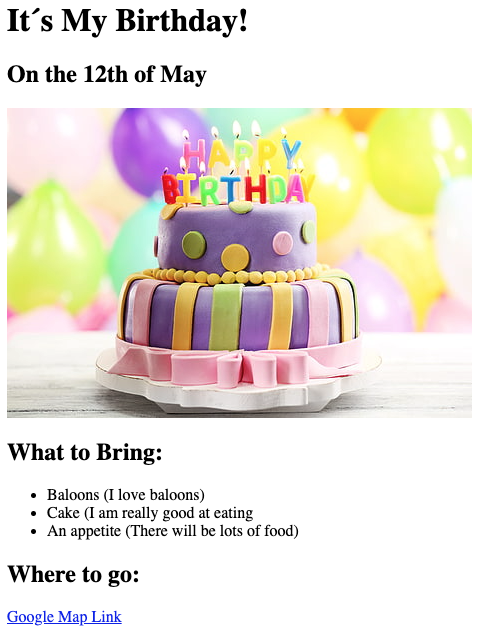 It´s My Birthday!
On the 12th of May
HAPPY
BIRTHDAY
What to Bring:
Baloons (I love baloons)
Cake (I am really good at eating
An appetite (There will be lots of food)
Where to go:
Google Map Link